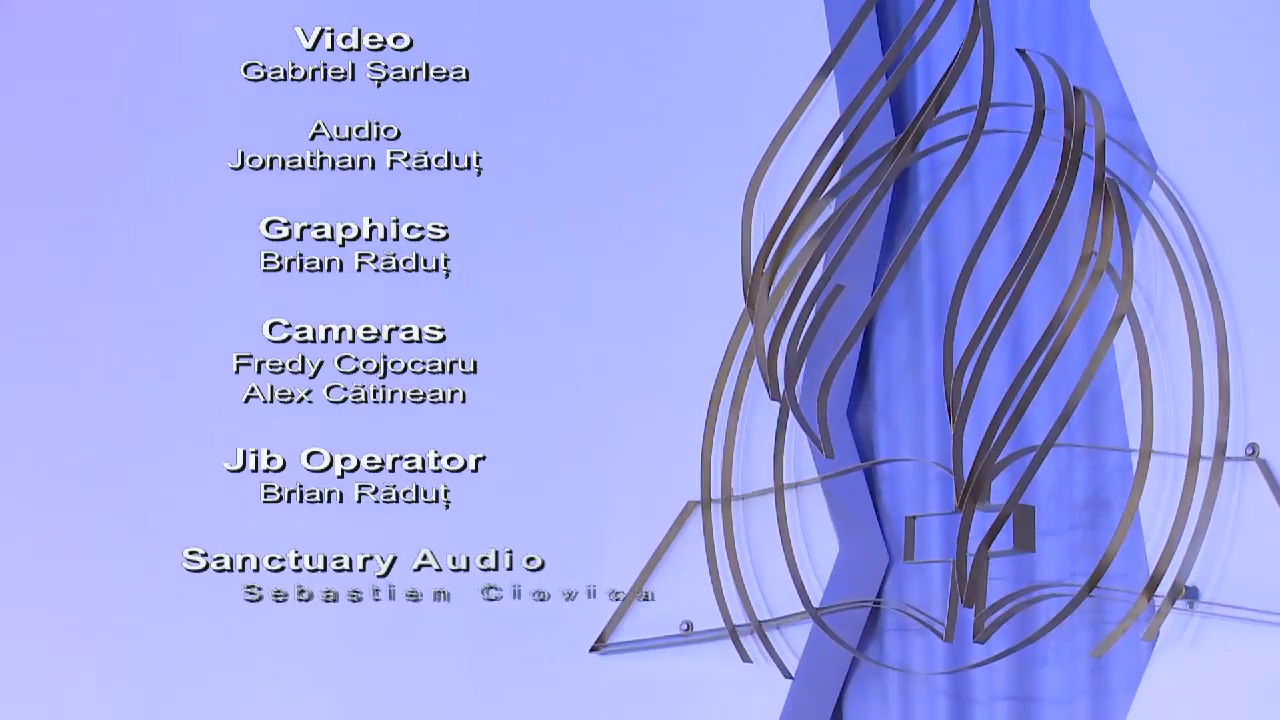 Video
Gabriel Șarlea
Audio
Jonathan Răduț
Graphics
Brian Răduț
Cameras
Fredy Cojocaru
Alex Cătinean
Jib Operator
Brian Răduț
Sanctuary Audio
Sebastien Ciovica